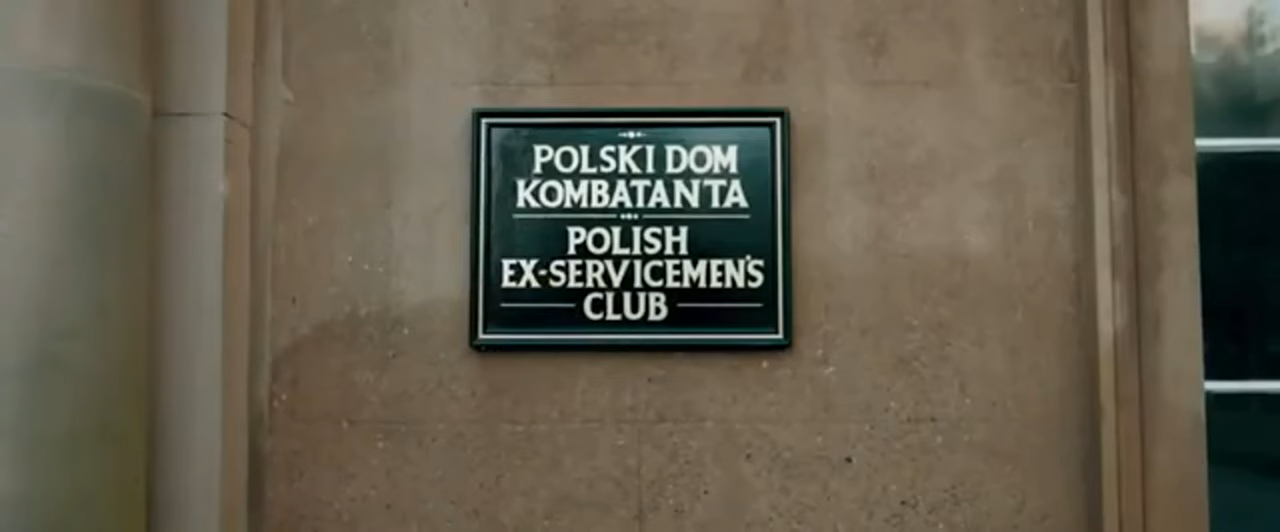 POLSKI DOM
KOMBATANTA
POLISH
EX-SERVICEMEN'S
CLUB